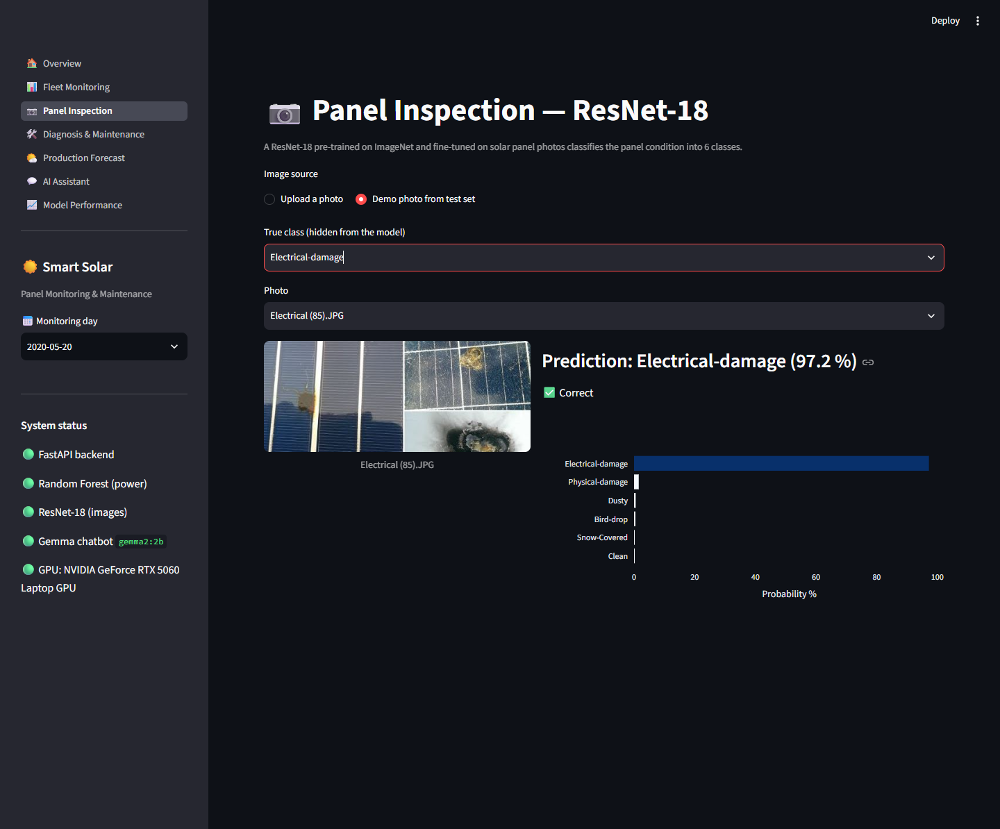 Deploy
Overview
Fleet Monitoring
Panel Inspection
Diagnosis & Maintenance
Production Forecast
AI Assistant
Model Performance
Smart Solar
Panel Monitoring & Maintenance
Monitoring day
2020-05-20
System status
FastAPI backend
Random Forest (power)
ResNet-18 (images)
Gemma chatbot gemma2:2b
GPU: NVIDIA GeForce RTX 5060
Laptop GPU
Panel Inspection — ResNet-18
A ResNet-18 pre-trained on ImageNet and fine-tuned on solar panel photos classifies the panel condition into 6 classes.
Image source
Upload a photo
Demo photo from test set
True class (hidden from the model)
Electrical-damage
Photo
Electrical (85).JPG
Electrical (85).JPG
Prediction: Electrical-damage (97.2 %)
Correct
Electrical-damage
Physical-damage
Dusty
Bird-drop
Snow-Covered
Clean
0 20 40 60 80 100
Probability %